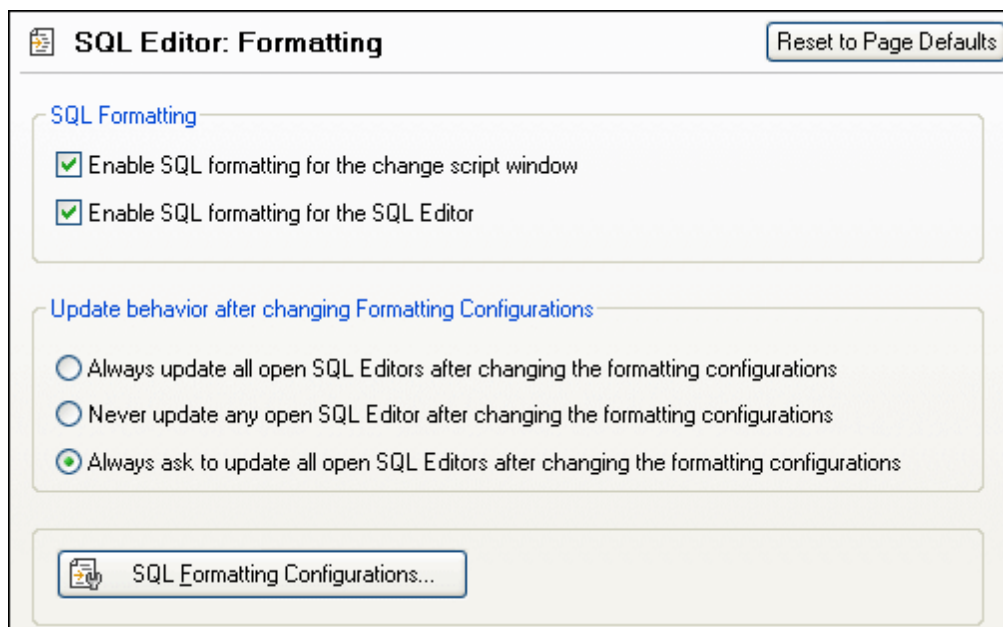 SQL Editor: Formatting
Reset to Page Defaults
SQL Formatting
Enable SQL formatting for the change script window
Enable SQL formatting for the SQL Editor
Update behavior after changing Formatting Configurations
Always update all open SQL Editors after changing the formatting configurations
Never update any open SQL Editor after changing the formatting configurations
Always ask to update all open SQL Editors after changing the formatting configurations
SQL Formatting Configurations...